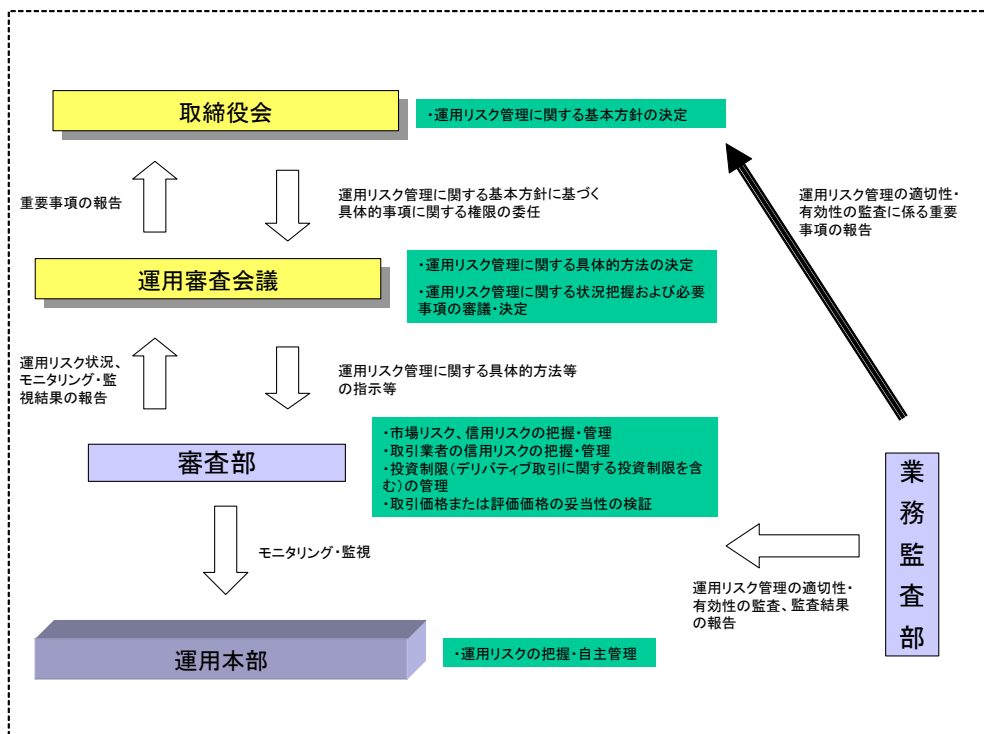 取締役会
・運用リスク管理に関する基本方針の決定
重要事項の報告
運用リスク管理に関する基本方針に基づく
具体的事項に関する権限の委任
運用リスク管理の適切性・
有効性の監査に係る重要
事項の報告
運用審査会議
・運用リスク管理に関する具体的方法の決定
・運用リスク管理に関する状況把握および必要
事項の審議・決定
運用リスク状況、
モニタリング・監
視結果の報告
運用リスク管理に関する具体的方法等
の指示等
審査部
・市場リスク、信用リスクの把握・管理
・取引業者の信用リスクの把握・管理
・投資制限（デリバティブ取引に関する投資制限を含
む）の管理
・取引価格または評価価格の妥当性の検証
業務監査部
モニタリング・監視
運用リスク管理の適切性・
有効性の監査、監査結果
の報告
運用本部
・運用リスクの把握・自主管理